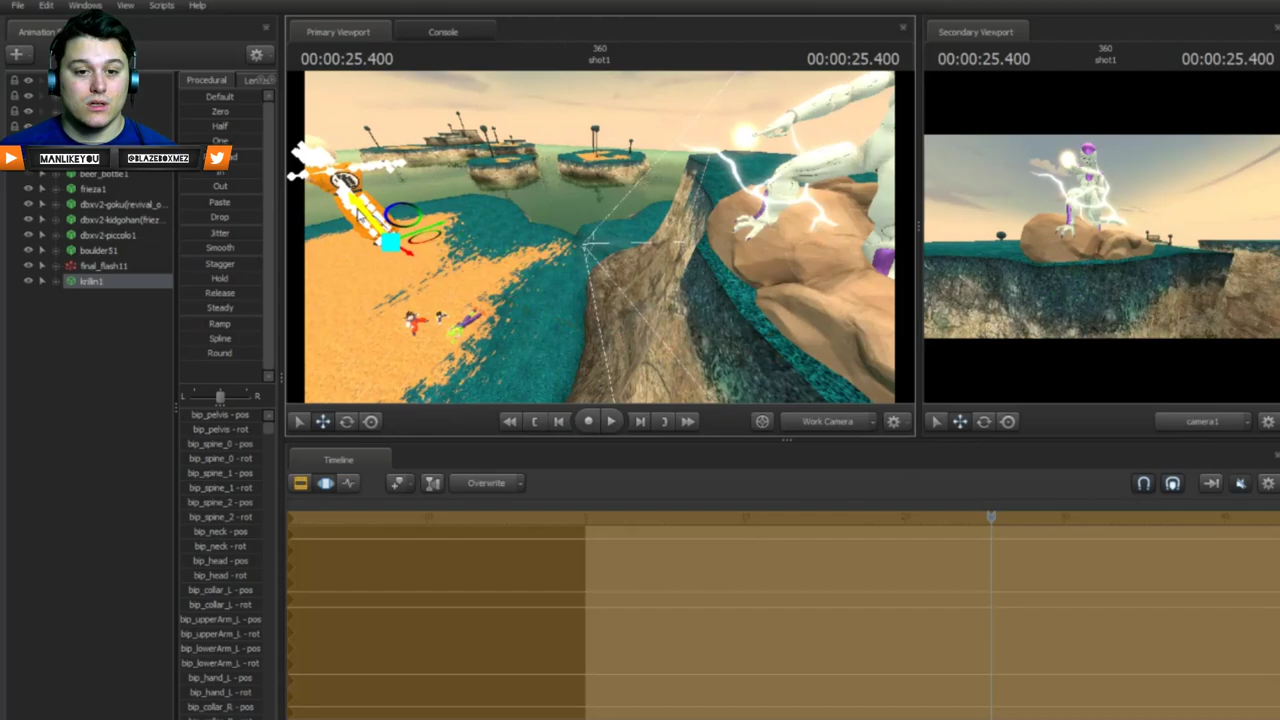 File Edit Windows View Scripts Help
Animation
Primary Viewport Console
Secondary Viewport
00:00:25.400 360 00:00:25.400
shot1
00:00:25.400 360 00:00:25.400
shot1
MANLIKEYOU @BLAZEBOXMEZ
beer_bottle1
frieza1
dbxv2-goku(revival_o...
dbxv2-kidgohan(friez...
dbxv2-piccolo1
boulder51
final_flash11
krillin1
Procedural
Default
Zero
Half
One
In
Out
Paste
Drop
Jitter
Smooth
Stagger
Hold
Release
Steady
Ramp
Spline
Round
L R
bip_pelvis - pos
bip_pelvis - rot
bip_spine_0 - pos
bip_spine_0 - rot
bip_spine_1 - pos
bip_spine_1 - rot
bip_spine_2 - pos
bip_spine_2 - rot
bip_neck - pos
bip_neck - rot
bip_head - pos
bip_head - rot
bip_collar_L - pos
bip_collar_L - rot
bip_upperArm_L - pos
bip_upperArm_L - rot
bip_lowerArm_L - pos
bip_lowerArm_L - rot
bip_hand_L - pos
bip_hand_L - rot
bip_collar_R - pos
Work Camera
camera1
Timeline
Overwrite